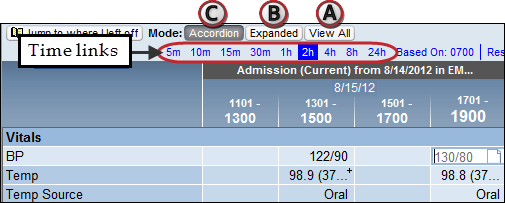 C B A
Jump to where I left off Mode: Accordion Expanded View All
Time links 5m 10m 15m 30m 1h 2h 4h 8h 24h Based On: 0700 Res
Admission (Current) from 8/14/2012 in EM...
8/15/12
1101 - 1301 - 1501 - 1701 -
1300 1500 1700 1900
Vitals
BP 122/90 130/80
Temp 98.9 (37...+ 98.8 (37...
Temp Source Oral Oral